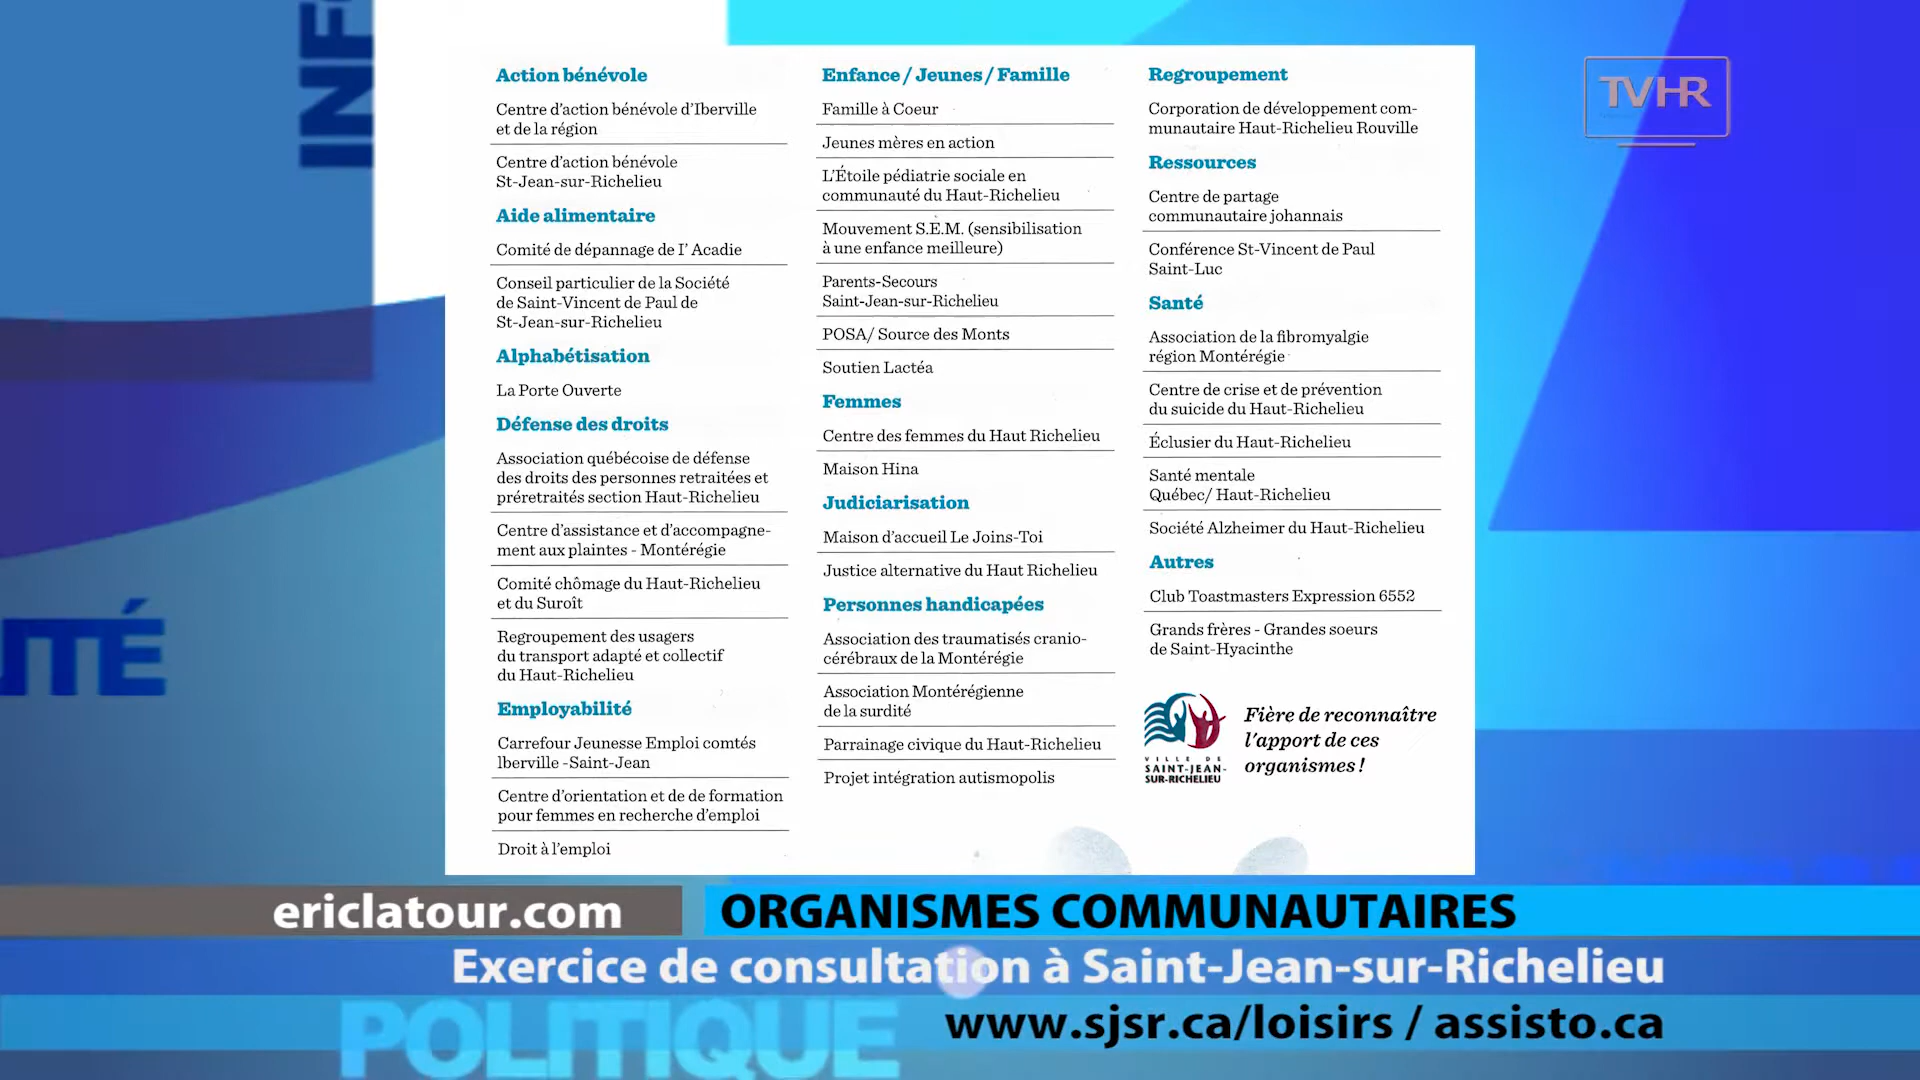 INFO
TVHR
Action bénévole
Centre d'action bénévole d'Iberville
et de la région
Centre d'action bénévole
St-Jean-sur-Richelieu
Aide alimentaire
Comité de dépannage de I' Acadie
Conseil particulier de la Société
de Saint-Vincent de Paul de
St-Jean-sur-Richelieu
Alphabétisation
La Porte Ouverte
Défense des droits
Association québécoise de défense
des droits des personnes retraitées et
préretraités section Haut-Richelieu
Centre d'assistance et d'accompagne-
ment aux plaintes - Montérégie
Comité chômage du Haut-Richelieu
et du Suroît
Regroupement des usagers
du transport adapté et collectif
du Haut-Richelieu
Employabilité
Carrefour Jeunesse Emploi comtés
lberville -Saint-Jean
Centre d'orientation et de de formation
pour femmes en recherche d'emploi
Droit à l'emploi
Enfance / Jeunes / Famille
Famille à Coeur
Jeunes mères en action
L'Étoile pédiatrie sociale en
communauté du Haut-Richelieu
Mouvement S.E.M. (sensibilisation
à une enfance meilleure)
Parents-Secours
Saint-Jean-sur-Richelieu
POSA/ Source des Monts
Soutien Lactéa
Femmes
Centre des femmes du Haut Richelieu
Maison Hina
Judiciarisation
Maison d'accueil Le Joins-Toi
Justice alternative du Haut Richelieu
Personnes handicapées
Association des traumatisés cranio-
cérébraux de la Montérégie
Association Montérégienne
de la surdité
Parrainage civique du Haut-Richelieu
Projet intégration autismopolis
Regroupement
Corporation de développement com-
munautaire Haut-Richelieu Rouville
Ressources
Centre de partage
communautaire johannais
Conférence St-Vincent de Paul
Saint-Luc
Santé
Association de la fibromyalgie
région Montérégie
Centre de crise et de prévention
du suicide du Haut-Richelieu
Éclusier du Haut-Richelieu
Santé mentale
Québec/ Haut-Richelieu
Société Alzheimer du Haut-Richelieu
Autres
Club Toastmasters Expression 6552
Grands frères - Grandes soeurs
de Saint-Hyacinthe
VILLE DE
SAINT-JEAN-
SUR-RICHELIEU
Fière de reconnaître
l'apport de ces
organismes !
UTÉ
ericlatour.com
ORGANISMES COMMUNAUTAIRES
Exercice de consultation à Saint-Jean-sur-Richelieu
POLITIQUE
www.sjsr.ca/loisirs / assisto.ca